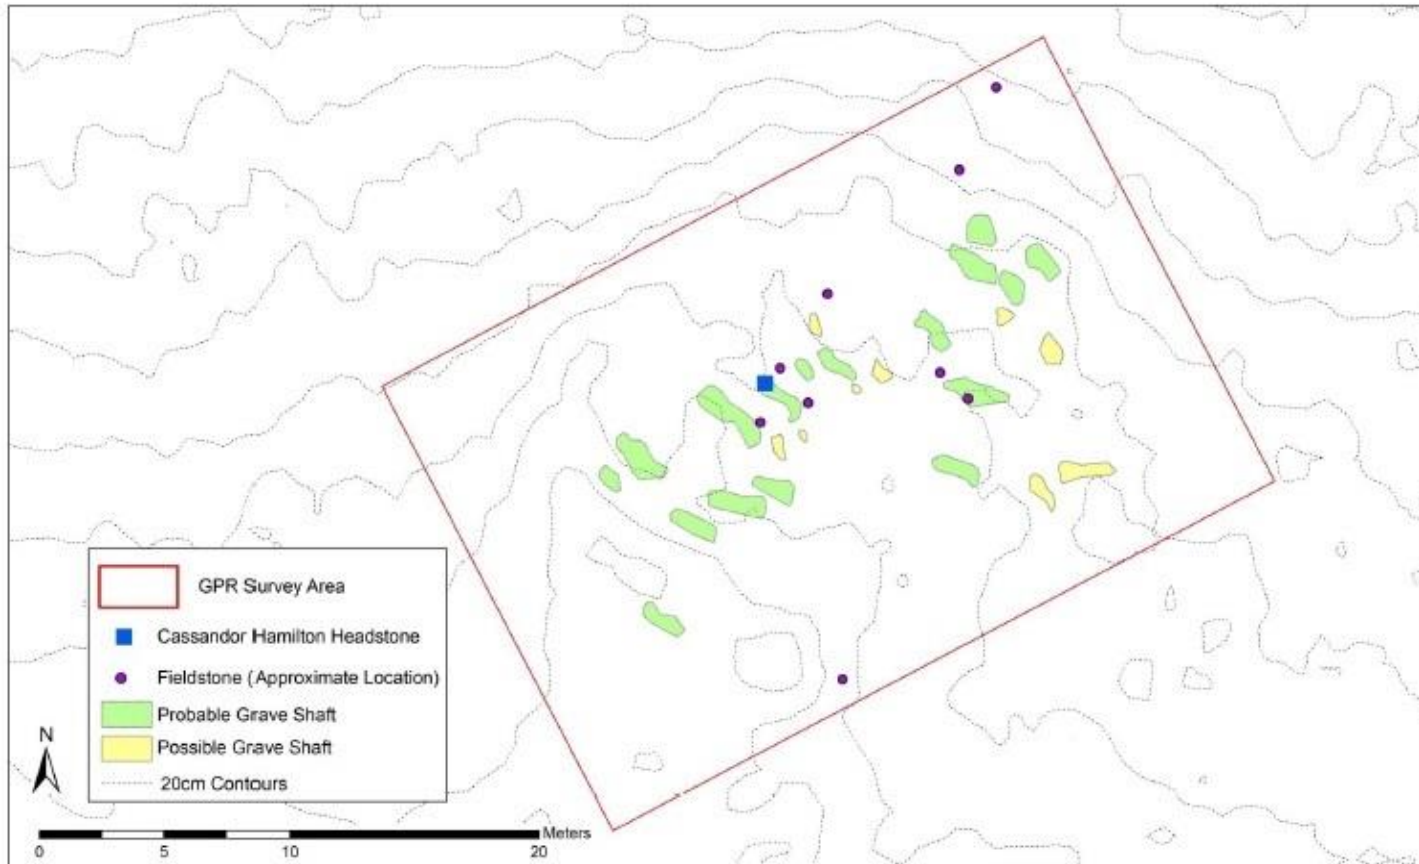 GPR Survey Area
Cassandor Hamilton Headstone
Fieldstone (Approximate Location)
Probable Grave Shaft
Possible Grave Shaft
20cm Contours
N
Meters
0 5 10 20